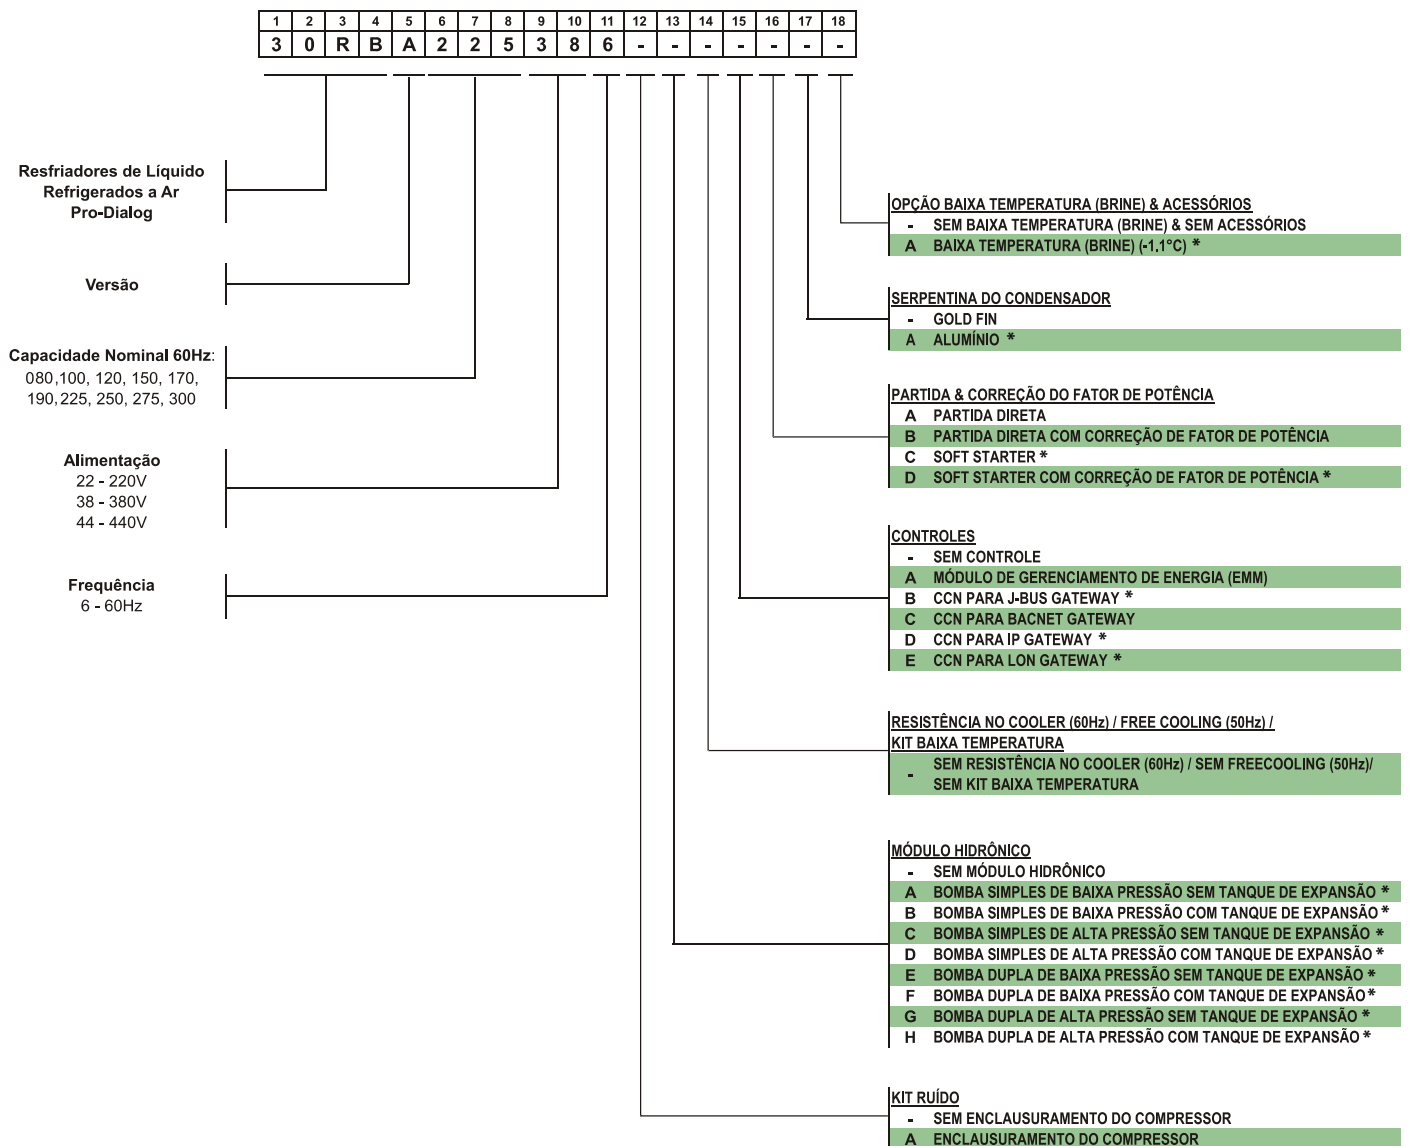 1 2 3 4 5 6 7 8 9 10 11 12 13 14 15 16 17 18
3 0 R B A 2 2 5 3 8 6 - - - - - - -
Resfriadores de Líquido
Refrigerados a Ar
Pro-Dialog
Versão
Capacidade Nominal 60Hz:
080,100, 120, 150, 170,
190,225, 250, 275, 300
Alimentação
22 - 220V
38 - 380V
44 - 440V
Frequência
6 - 60Hz
OPÇÃO BAIXA TEMPERATURA (BRINE) & ACESSÓRIOS
- SEM BAIXA TEMPERATURA (BRINE) & SEM ACESSÓRIOS
A BAIXA TEMPERATURA (BRINE) (-1.1°C) *
SERPENTINA DO CONDENSADOR
- GOLD FIN
A ALUMÍNIO *
PARTIDA & CORREÇÃO DO FATOR DE POTÊNCIA
A PARTIDA DIRETA
B PARTIDA DIRETA COM CORREÇÃO DE FATOR DE POTÊNCIA
C SOFT STARTER *
D SOFT STARTER COM CORREÇÃO DE FATOR DE POTÊNCIA *
CONTROLES
- SEM CONTROLE
A MÓDULO DE GERENCIAMENTO DE ENERGIA (EMM)
B CCN PARA J-BUS GATEWAY *
C CCN PARA BACNET GATEWAY
D CCN PARA IP GATEWAY *
E CCN PARA LON GATEWAY *
RESISTÊNCIA NO COOLER (60Hz) / FREE COOLING (50Hz) /
KIT BAIXA TEMPERATURA
- SEM RESISTÊNCIA NO COOLER (60Hz) / SEM FREECOOLING (50Hz)/
SEM KIT BAIXA TEMPERATURA
MÓDULO HIDRÔNICO
- SEM MÓDULO HIDRÔNICO
A BOMBA SIMPLES DE BAIXA PRESSÃO SEM TANQUE DE EXPANSÃO *
B BOMBA SIMPLES DE BAIXA PRESSÃO COM TANQUE DE EXPANSÃO *
C BOMBA SIMPLES DE ALTA PRESSÃO SEM TANQUE DE EXPANSÃO *
D BOMBA SIMPLES DE ALTA PRESSÃO COM TANQUE DE EXPANSÃO *
E BOMBA DUPLA DE BAIXA PRESSÃO SEM TANQUE DE EXPANSÃO *
F BOMBA DUPLA DE BAIXA PRESSÃO COM TANQUE DE EXPANSÃO *
G BOMBA DUPLA DE ALTA PRESSÃO SEM TANQUE DE EXPANSÃO *
H BOMBA DUPLA DE ALTA PRESSÃO COM TANQUE DE EXPANSÃO *
KIT RUÍDO
- SEM ENCLAUSURAMENTO DO COMPRESSOR
A ENCLAUSURAMENTO DO COMPRESSOR